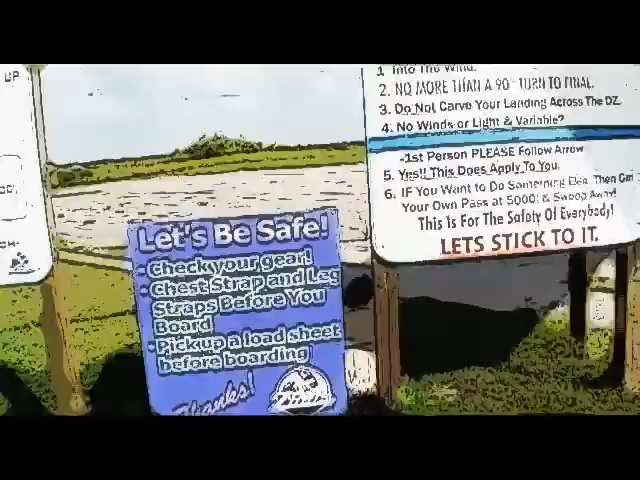 UP
1 Into The Wind.
2. NO MORE THAN A 90° TURN TO FINAL.
3. Do Not Carve Your Landing Across The DZ
4. No Winds or Light & Variable?
-1st Person PLEASE Follow Arrow
5. Yes!! This Does Apply To You.
6. IF You Want to Do Something Else, Then Get
Your Own Pass at 5000' & Swoop Away!
This Is For The Safety Of Everybody!
LETS STICK TO IT.
Let's Be Safe!
- Check your gear!
- Chest Strap and Leg
Straps Before You
Board
- Pickup a load sheet
before boarding
Thanks!